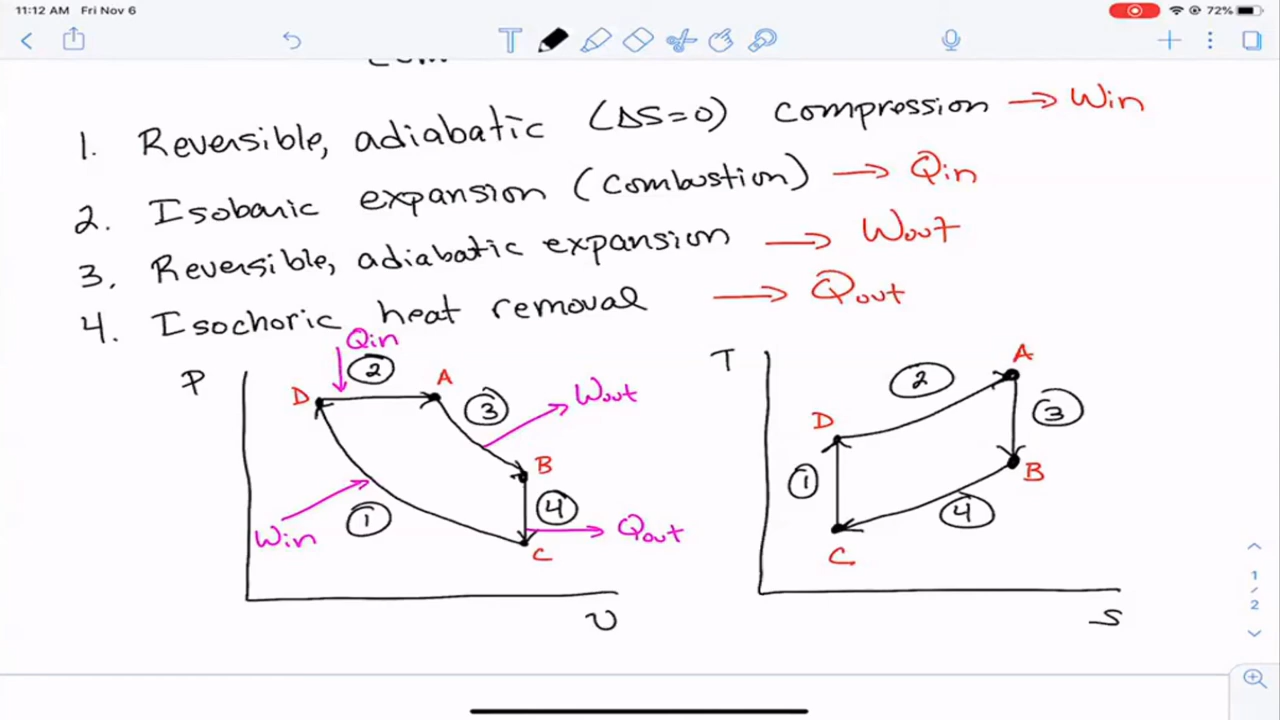 11:12 AM Fri Nov 6
72%
T
1. Reversible, adiabatic (ΔS=0) compression → Win
2. Isobaric expansion (combustion) → Qin
3. Reversible, adiabatic expansion → Wout
4. Isochoric heat removal → Qout
P
Qin
2
D
A
3
Wout
B
4
Qout
C
1
Win
v
T
A
2
3
D
1
B
4
C
S
1
/
2